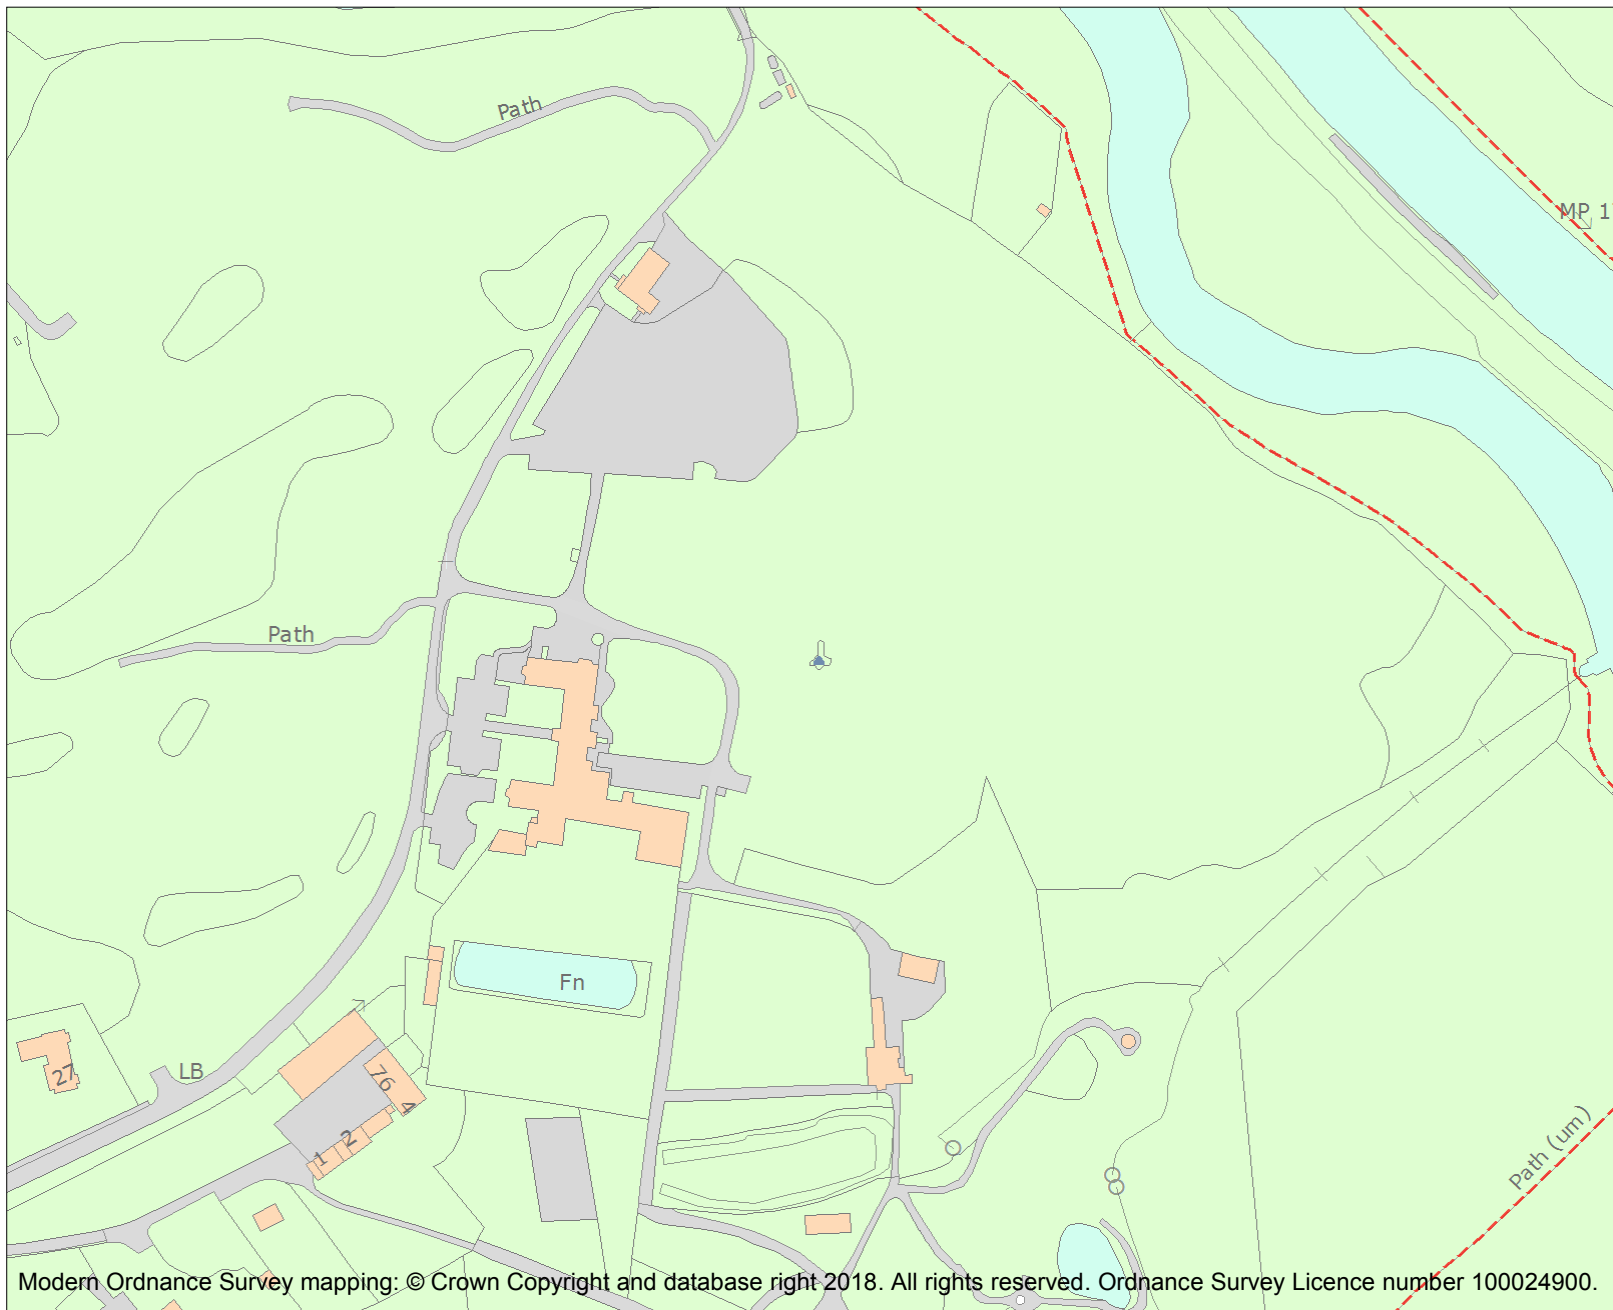 Path
MP 1
Path
Fn
27
LB
76
4
2
1
Path (um)
Modern Ordnance Survey mapping: © Crown Copyright and database right 2018. All rights reserved. Ordnance Survey Licence number 100024900.